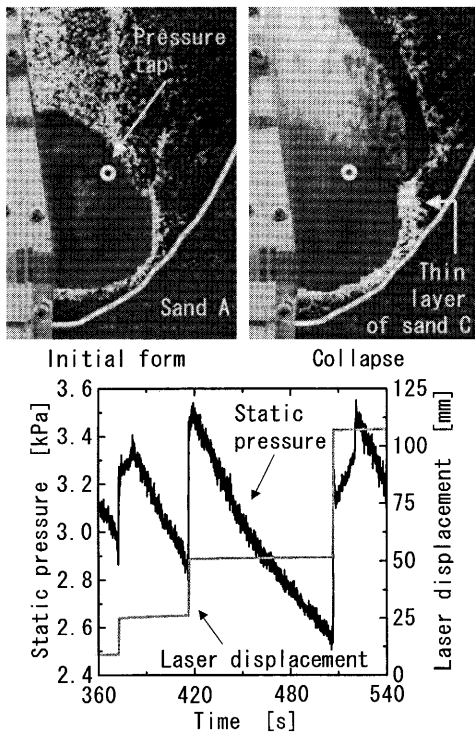 Pressure
tap
Sand A
Thin
layer
of sand C
Initial form
Collapse
3.6
3.4
3.2
3.0
2.8
2.6
2.4
Static pressure [kPa]
Static
pressure
Laser displacement
125
100
75
50
25
0
Laser displacement [mm]
360
420
480
540
Time [s]